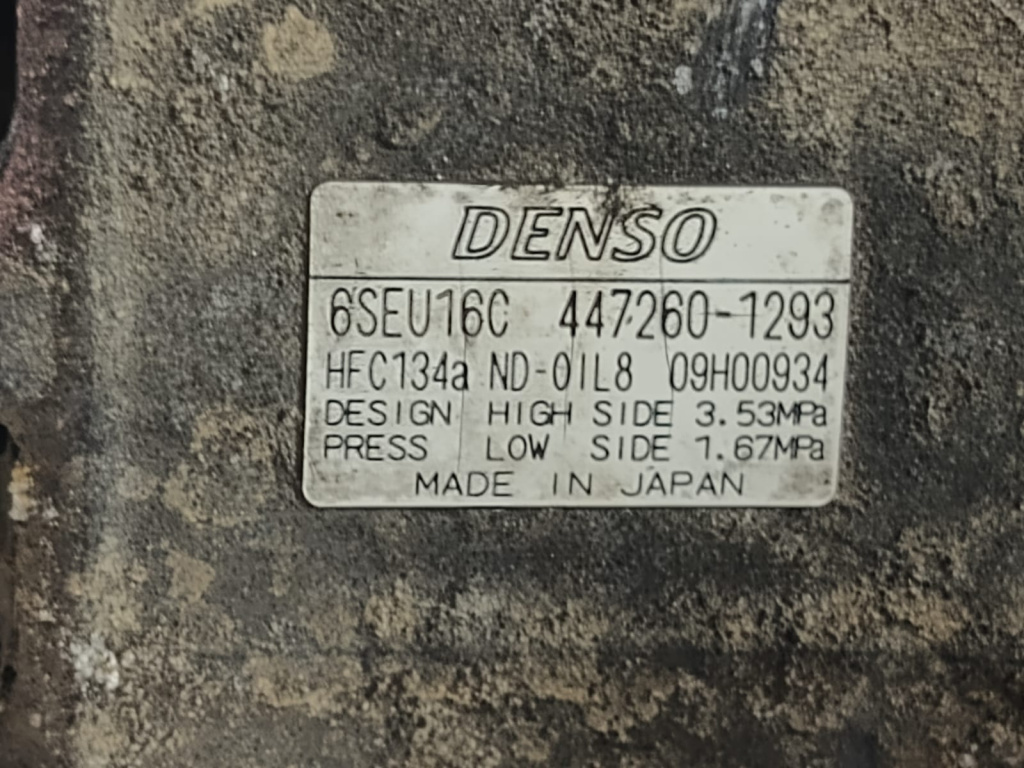 DENSO
6SEU16C 447260-1293
HFC134a ND-OIL8 09H00934
DESIGN HIGH SIDE 3.53MPa
PRESS LOW SIDE 1.67MPa
MADE IN JAPAN